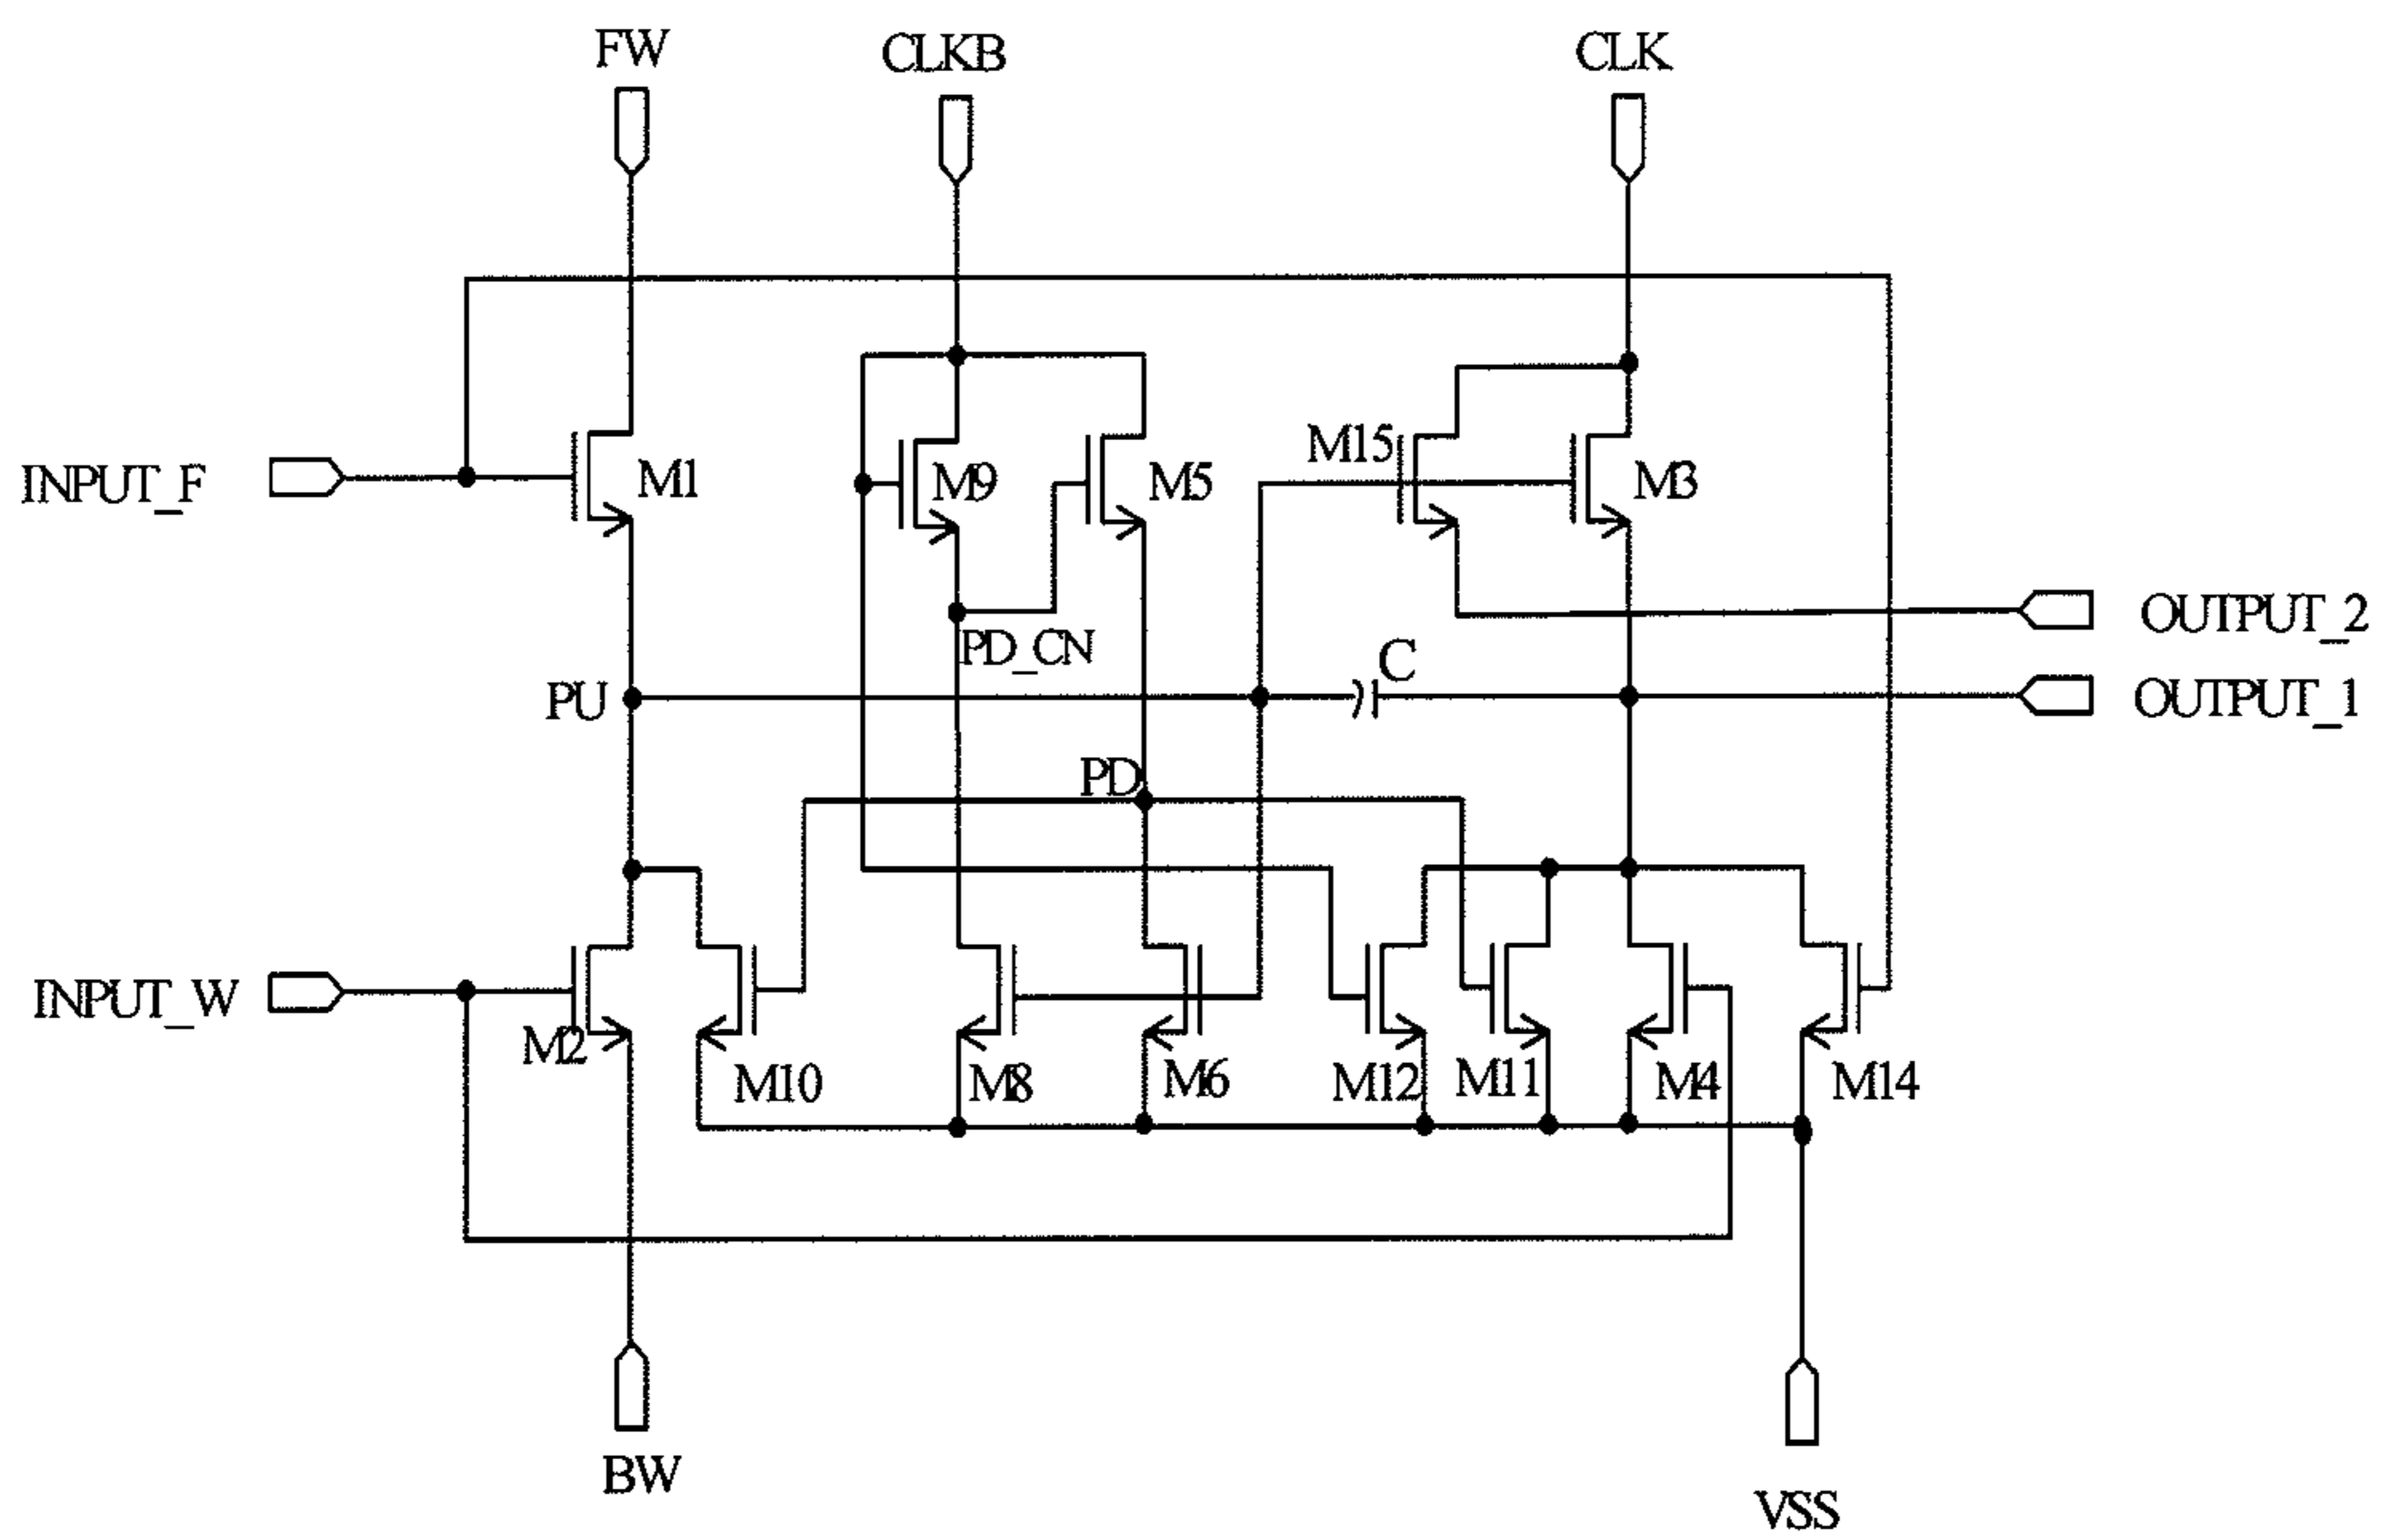 FW
CLKB
CLK
INPUT_F
M1
M9
M5
M15
M3
PD_CN
OUTPUT_2
PU
C
OUTPUT_1
PD
INPUT_W
M2
M10
M8
M6
M12
M11
M4
M14
BW
VSS